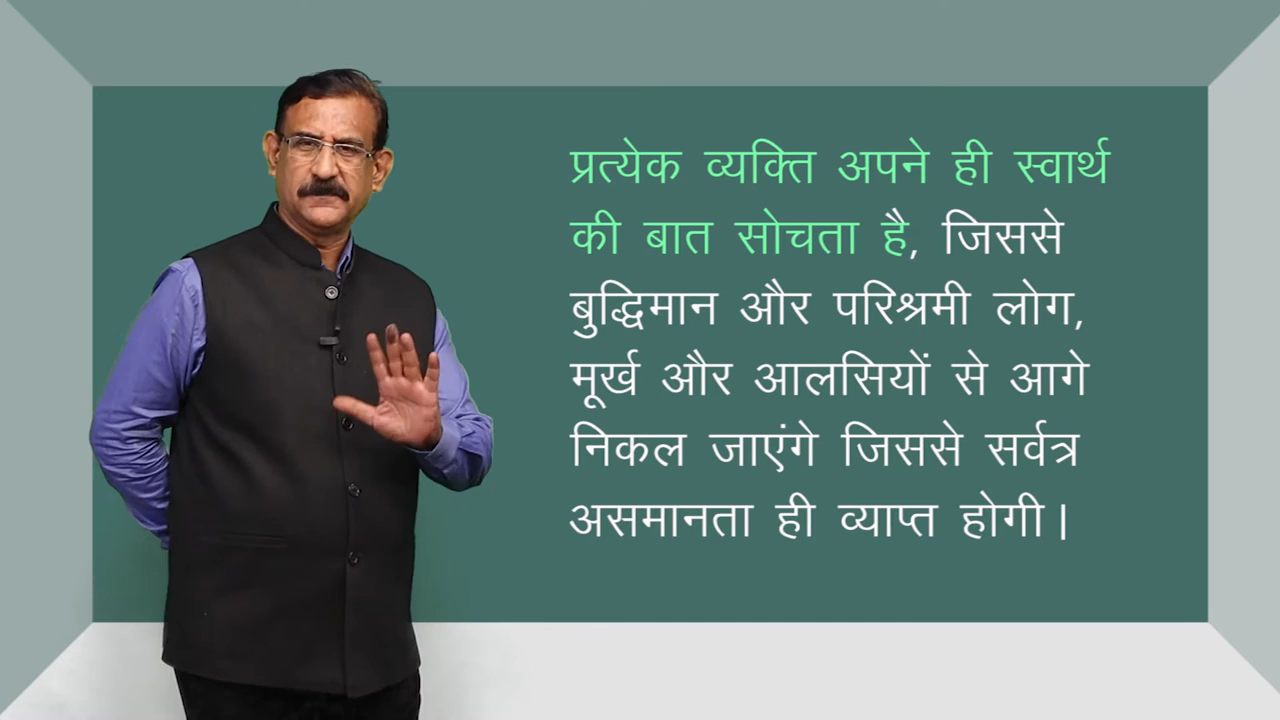 प्रत्येक व्यक्ति अपने ही स्वार्थ
की बात सोचता है, जिससे
बुद्धिमान और परिश्रमी लोग,
मूर्ख और आलसियों से आगे
निकल जाएंगे जिससे सर्वत्र
असमानता ही व्याप्त होगी।